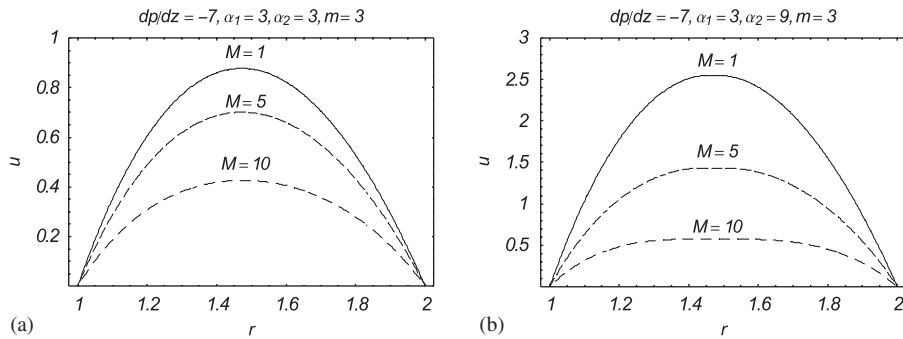 dp/dz = −7, α1 = 3, α2 = 3, m = 3
1
0.8
0.6
0.4
0.2
u
M = 1
M = 5
M = 10
1
1.2
1.4
1.6
1.8
2
r
(a)
dp/dz = −7, α1 = 3, α2 = 9, m = 3
3
2.5
2
1.5
1
0.5
u
M = 1
M = 5
M = 10
1
1.2
1.4
1.6
1.8
2
r
(b)